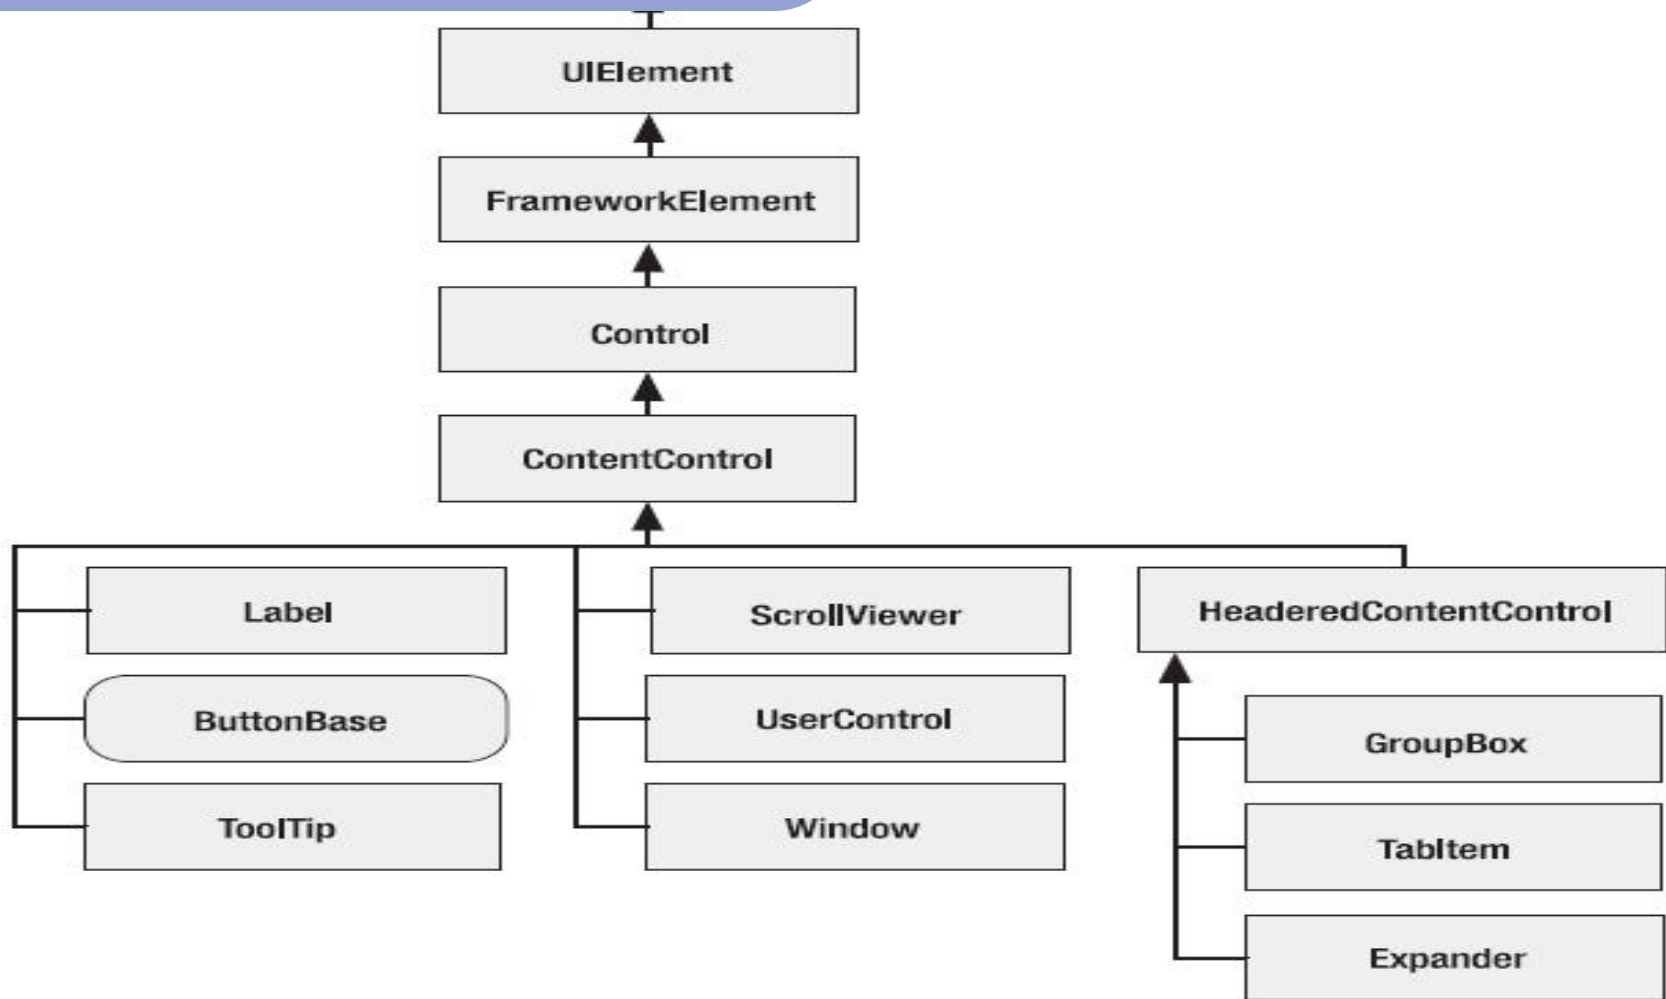 UIElement
FrameworkElement
Control
ContentControl
Label
ScrollViewer
HeaderedContentControl
ButtonBase
UserControl
GroupBox
ToolTip
Window
TabItem
Expander